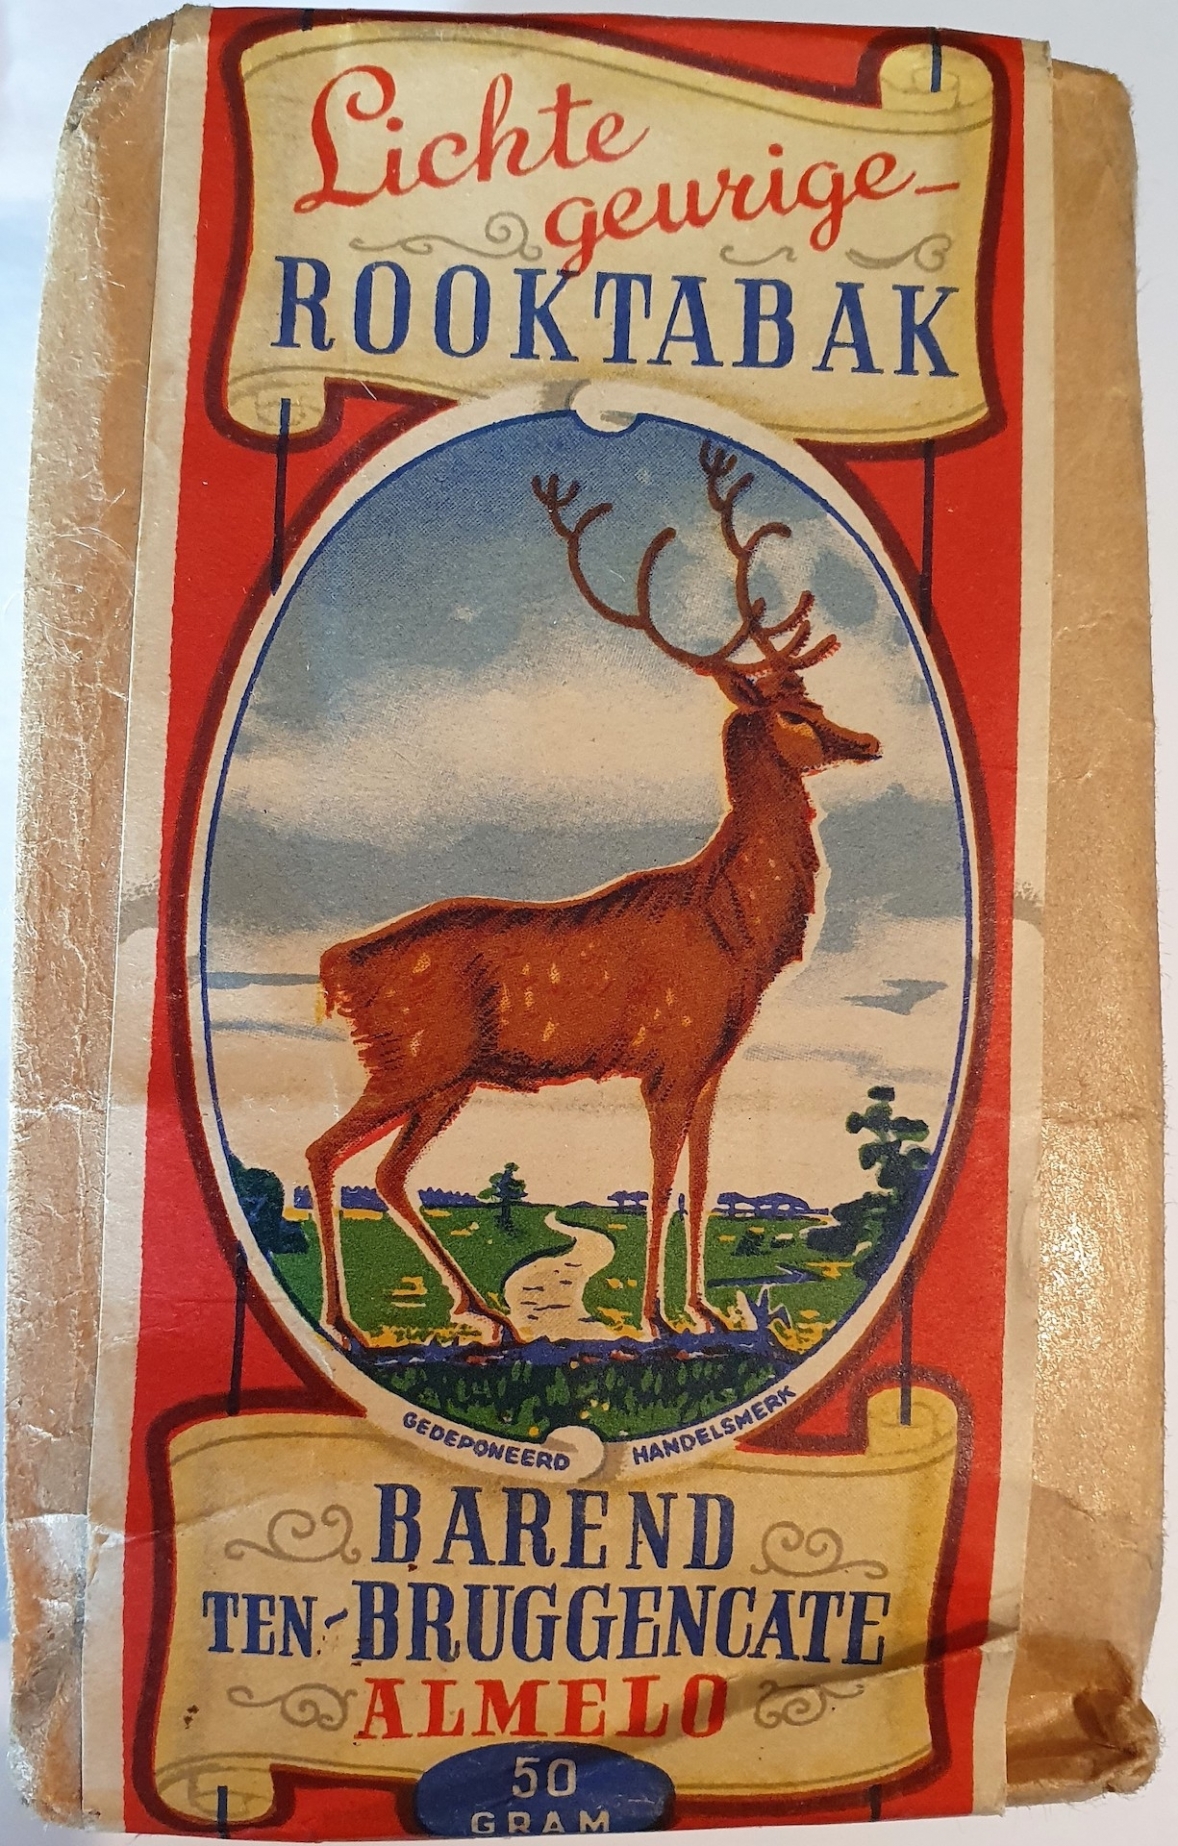 Lichte
geurige-
ROOKTABAK
GEDEPONEERD HANDELSMERK
BAREND
TEN-BRUGGENCATE
ALMELO
50
GRAM